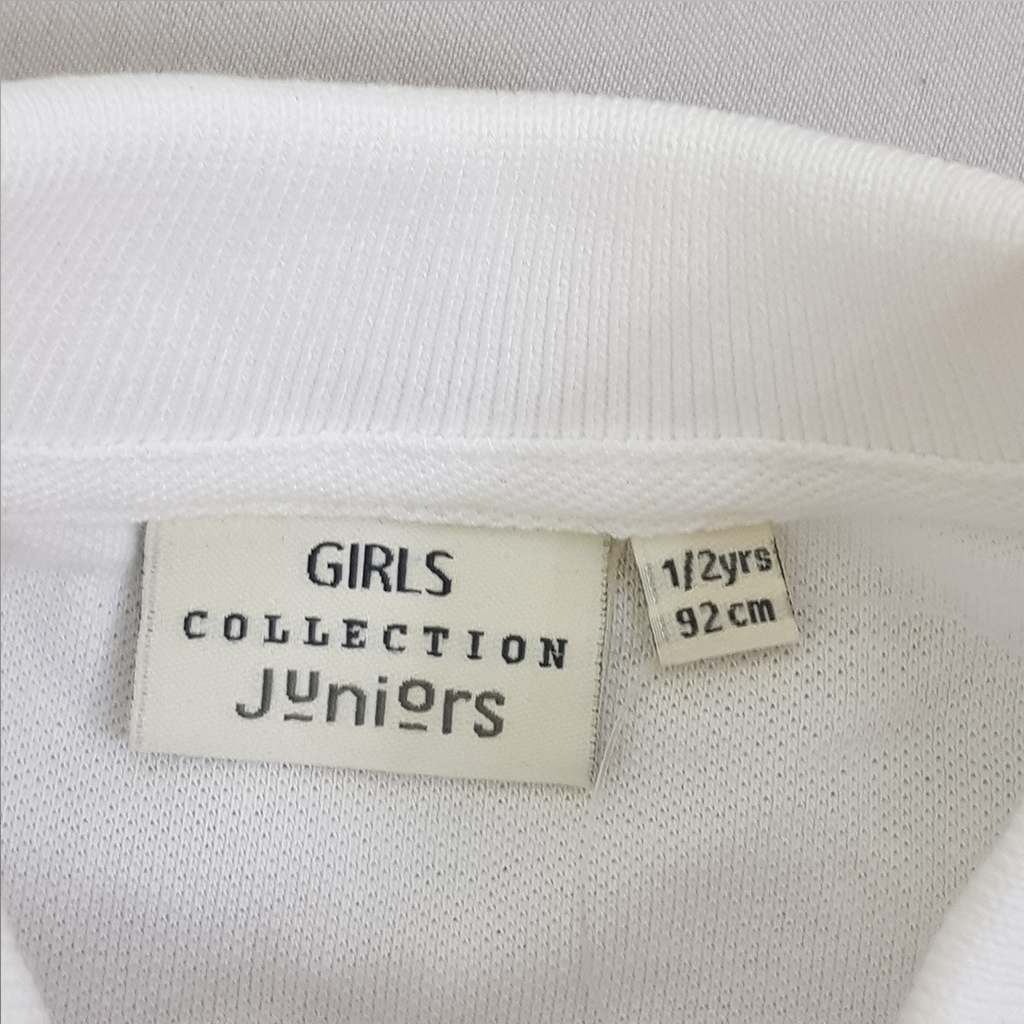 GIRLS
COLLECTION
Juniors
1/2yrs
92cm